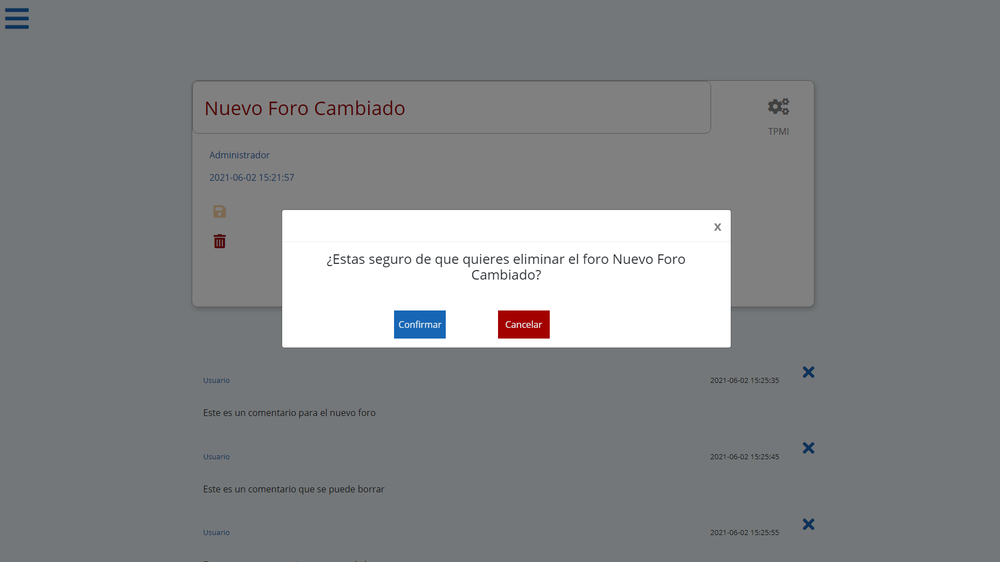 Nuevo Foro Cambiado
TPMI
Administrador
2021-06-02 15:21:57
x
¿Estas seguro de que quieres eliminar el foro Nuevo Foro
Cambiado?
Confirmar
Cancelar
Usuario
2021-06-02 15:25:35
Este es un comentario para el nuevo foro
Usuario
2021-06-02 15:25:45
Este es un comentario que se puede borrar
Usuario
2021-06-02 15:25:55